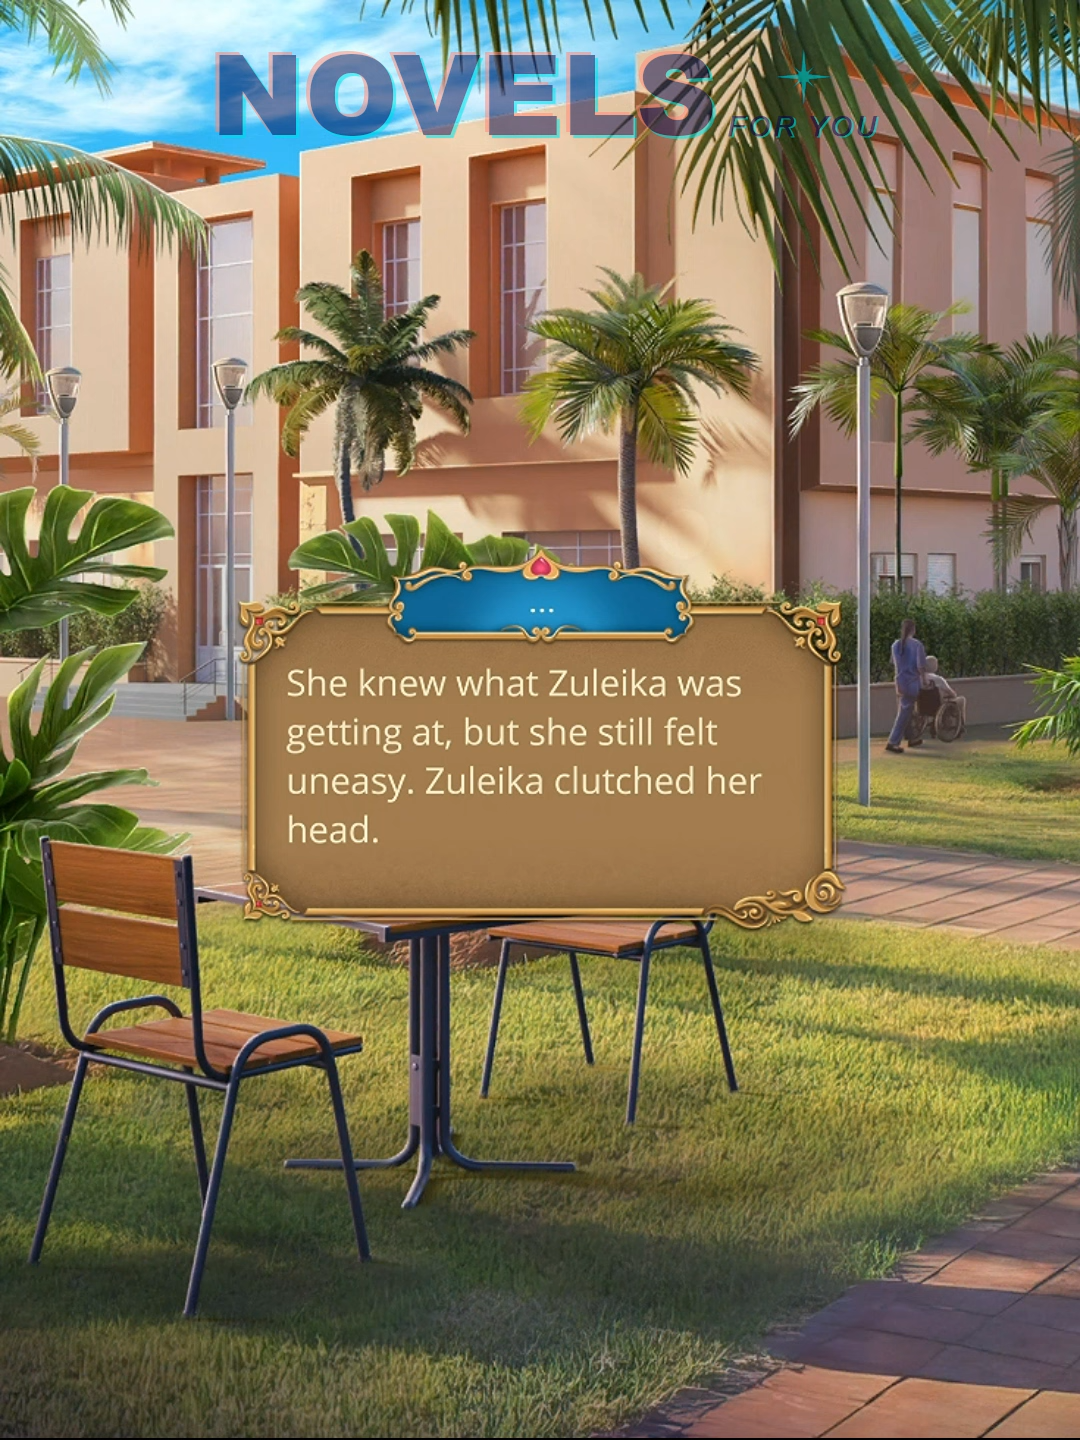 NOVELS
FOR YOU
...
She knew what Zuleika was
getting at, but she still felt
uneasy. Zuleika clutched her
head.